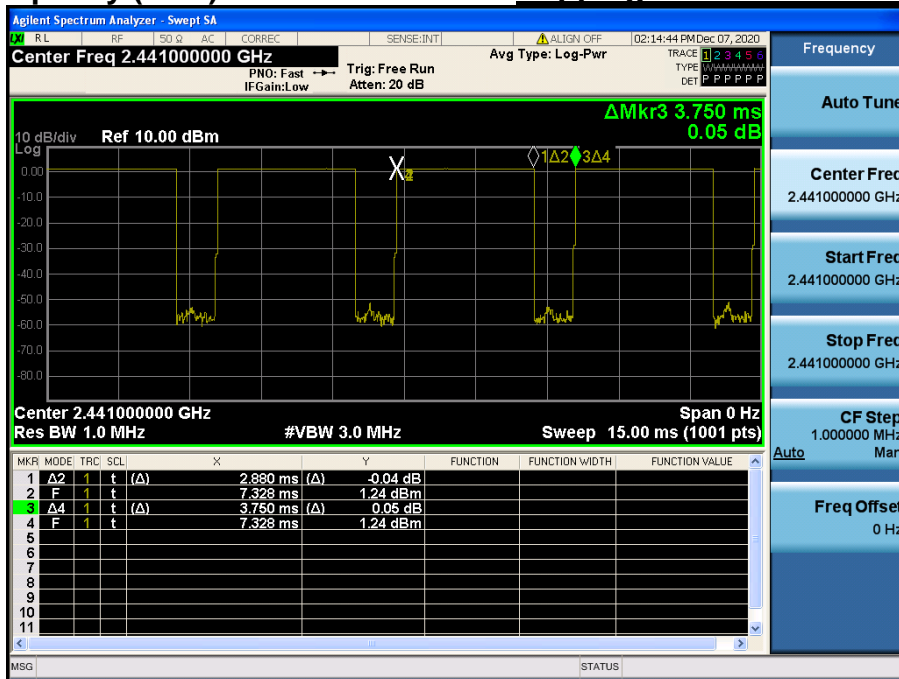 Agilent Spectrum Analyzer - Swept SA
LXI RL RF 50 Ω AC CORREC SENSE:INT ALIGN OFF 02:14:44 PM Dec 07, 2020
Center Freq 2.441000000 GHz
PNO: Fast
IFGain:Low
Trig: Free Run
Atten: 20 dB
Avg Type: Log-Pwr
TRACE 1 2 3 4 5 6
TYPE
DET P P P P P P
ΔMkr3 3.750 ms
0.05 dB
10 dB/div Ref 10.00 dBm
Log
0.00
-10.0
-20.0
-30.0
-40.0
-50.0
-60.0
-70.0
-80.0
X
1Δ2 3Δ4
Center 2.441000000 GHz Span 0 Hz
Res BW 1.0 MHz #VBW 3.0 MHz Sweep 15.00 ms (1001 pts)
MKR MODE TRC SCL X Y FUNCTION FUNCTION WIDTH FUNCTION VALUE
1 Δ2 1 t (Δ) 2.880 ms (Δ) -0.04 dB
2 F 1 t 7.328 ms 1.24 dBm
3 Δ4 1 t (Δ) 3.750 ms (Δ) 0.05 dB
4 F 1 t 7.328 ms 1.24 dBm
5
6
7
8
9
10
11
MSG STATUS
Frequency
Auto Tune
Center Freq
2.441000000 GHz
Start Freq
2.441000000 GHz
Stop Freq
2.441000000 GHz
CF Step
1.000000 MHz
Auto Man
Freq Offset
0 Hz